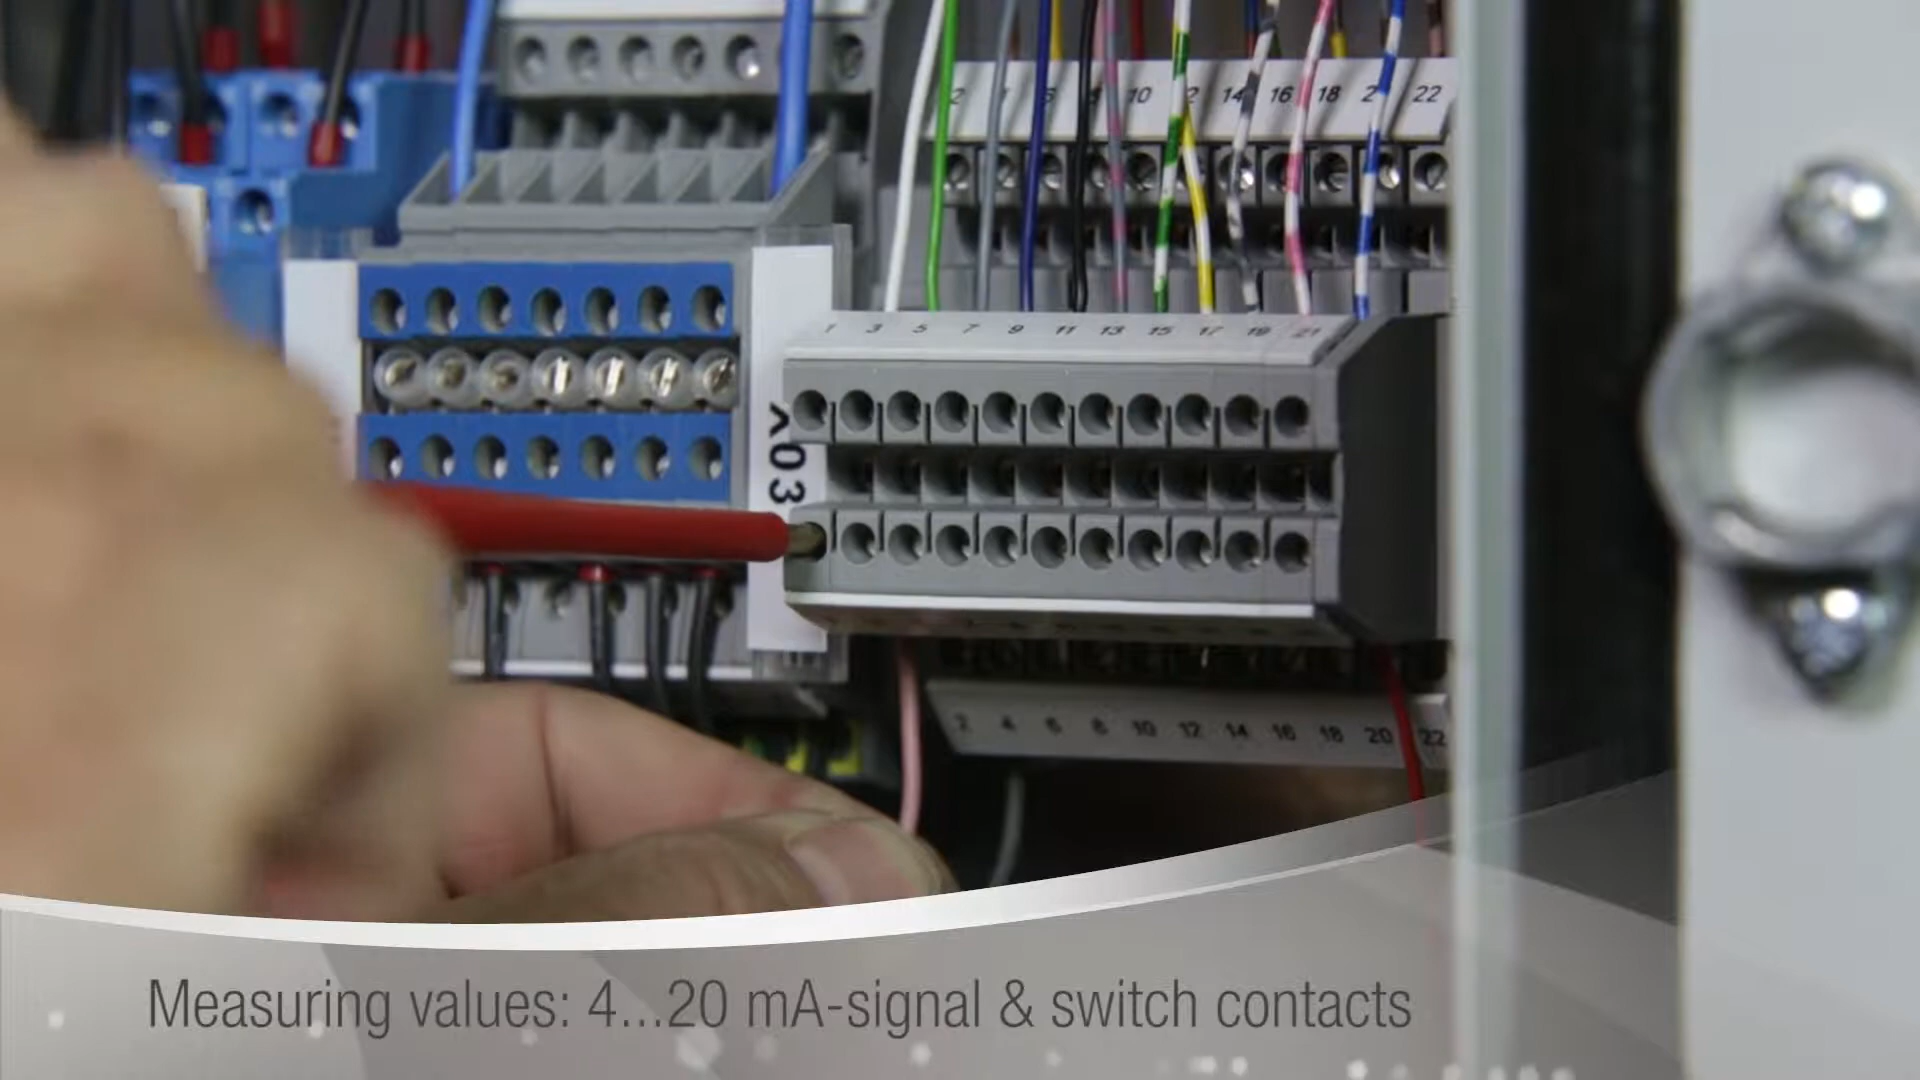 10 14 16 18 22
1 3 5 7 9 11 13 15 17 19 21
X03
2 4 6 8 10 12 14 16 18 20 22
Measuring values: 4...20 mA-signal & switch contacts